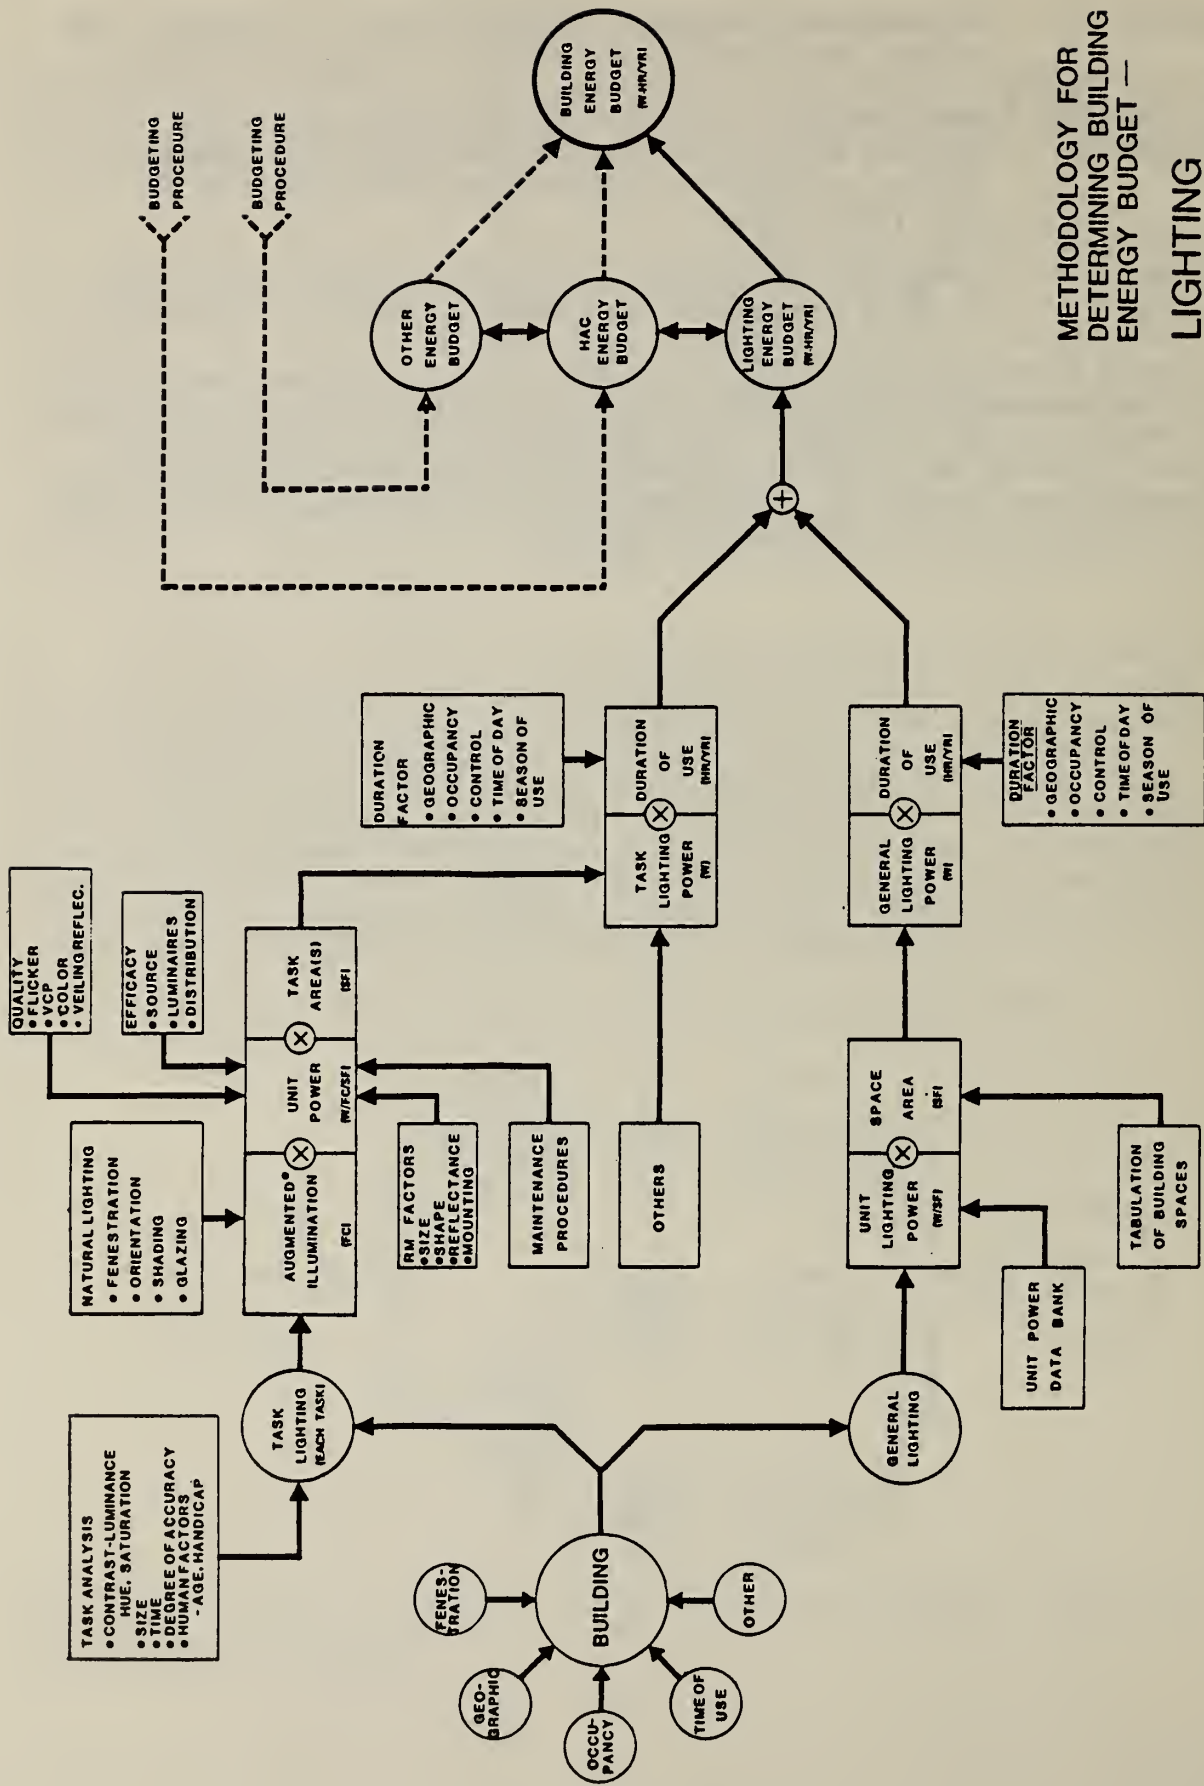 TASK ANALYSIS
• CONTRAST-LUMINANCE
HUE, SATURATION
• SIZE
• TIME
• DEGREE OF ACCURACY
• HUMAN FACTORS
- AGE, HANDICAP
NATURAL LIGHTING
• FENESTRATION
• ORIENTATION
• SHADING
• GLAZING
QUALITY
• FLICKER
• VCP
• COLOR
• VEILING REFLEC.
EFFICACY
• SOURCE
• LUMINAIRES
• DISTRIBUTION
BUDGETING
PROCEDURE
BUDGETING
PROCEDURE
TASK
LIGHTING
(EACH TASK)
AUGMENTED*
ILLUMINATION
(FC)
UNIT
POWER
(W/FC/SF)
TASK
AREA(S)
(SF)
RM FACTORS
• SIZE
• SHAPE
• REFLECTANCE
• MOUNTING
MAINTENANCE
PROCEDURES
OTHERS
DURATION
FACTOR
• GEOGRAPHIC
• OCCUPANCY
• CONTROL
• TIME OF DAY
• SEASON OF
USE
TASK
LIGHTING
POWER
(W)
DURATION
OF
USE
(HR/YR)
OTHER
ENERGY
BUDGET
HAC
ENERGY
BUDGET
LIGHTING
ENERGY
BUDGET
(W-HR/YR)
BUILDING
ENERGY
BUDGET
(W-HR/YR)
FENES-
TRATION
GEO-
GRAPHIC
OCCU-
PANCY
TIME OF
USE
OTHER
BUILDING
GENERAL
LIGHTING
UNIT
LIGHTING
POWER
(W/SF)
SPACE
AREA
(SF)
GENERAL
LIGHTING
POWER
(W)
DURATION
OF
USE
(HR/YR)
UNIT POWER
DATA BANK
TABULATION
OF BUILDING
SPACES
DURATION
FACTOR
• GEOGRAPHIC
• OCCUPANCY
• CONTROL
• TIME OF DAY
• SEASON OF
USE
METHODOLOGY FOR
DETERMINING BUILDING
ENERGY BUDGET —
LIGHTING